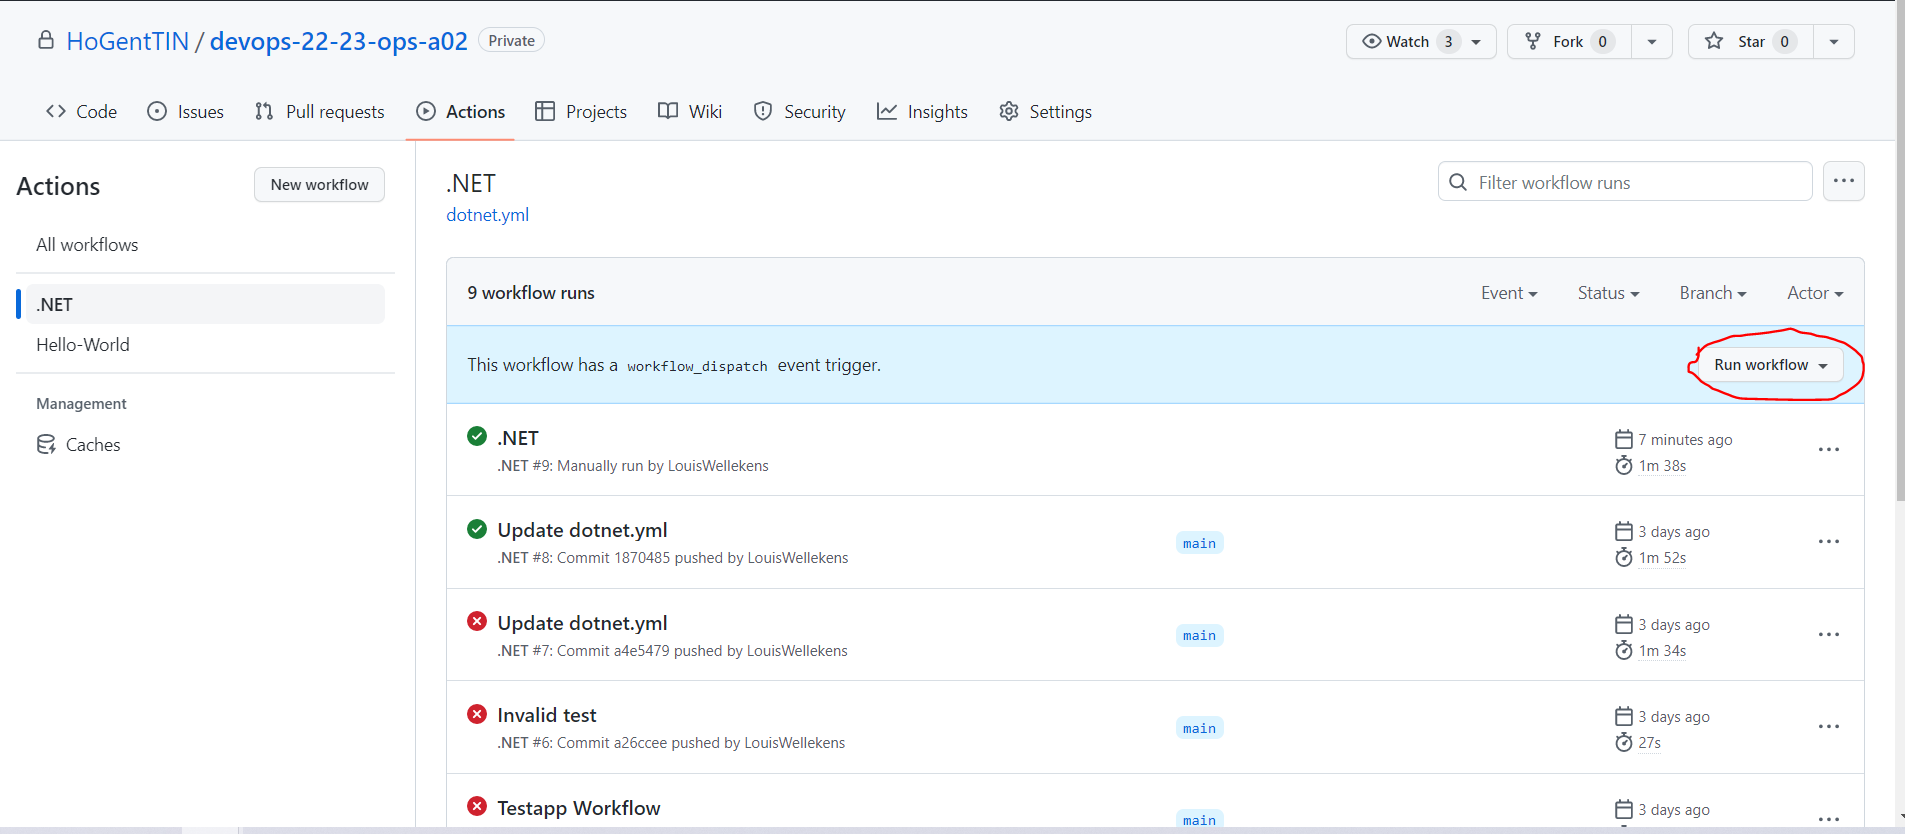 HoGentTIN / devops-22-23-ops-a02 Private
Watch 3 Fork 0 Star 0
Code Issues Pull requests Actions Projects Wiki Security Insights Settings
Actions
New workflow
All workflows
.NET
Hello-World
Management
Caches
.NET
dotnet.yml
Filter workflow runs
9 workflow runs
Event Status Branch Actor
This workflow has a workflow_dispatch event trigger.
Run workflow
.NET
.NET #9: Manually run by LouisWellekens
7 minutes ago
1m 38s
Update dotnet.yml
.NET #8: Commit 1870485 pushed by LouisWellekens
main
3 days ago
1m 52s
Update dotnet.yml
.NET #7: Commit a4e5479 pushed by LouisWellekens
main
3 days ago
1m 34s
Invalid test
.NET #6: Commit a26ccee pushed by LouisWellekens
main
3 days ago
27s
Testapp Workflow
main
3 days ago